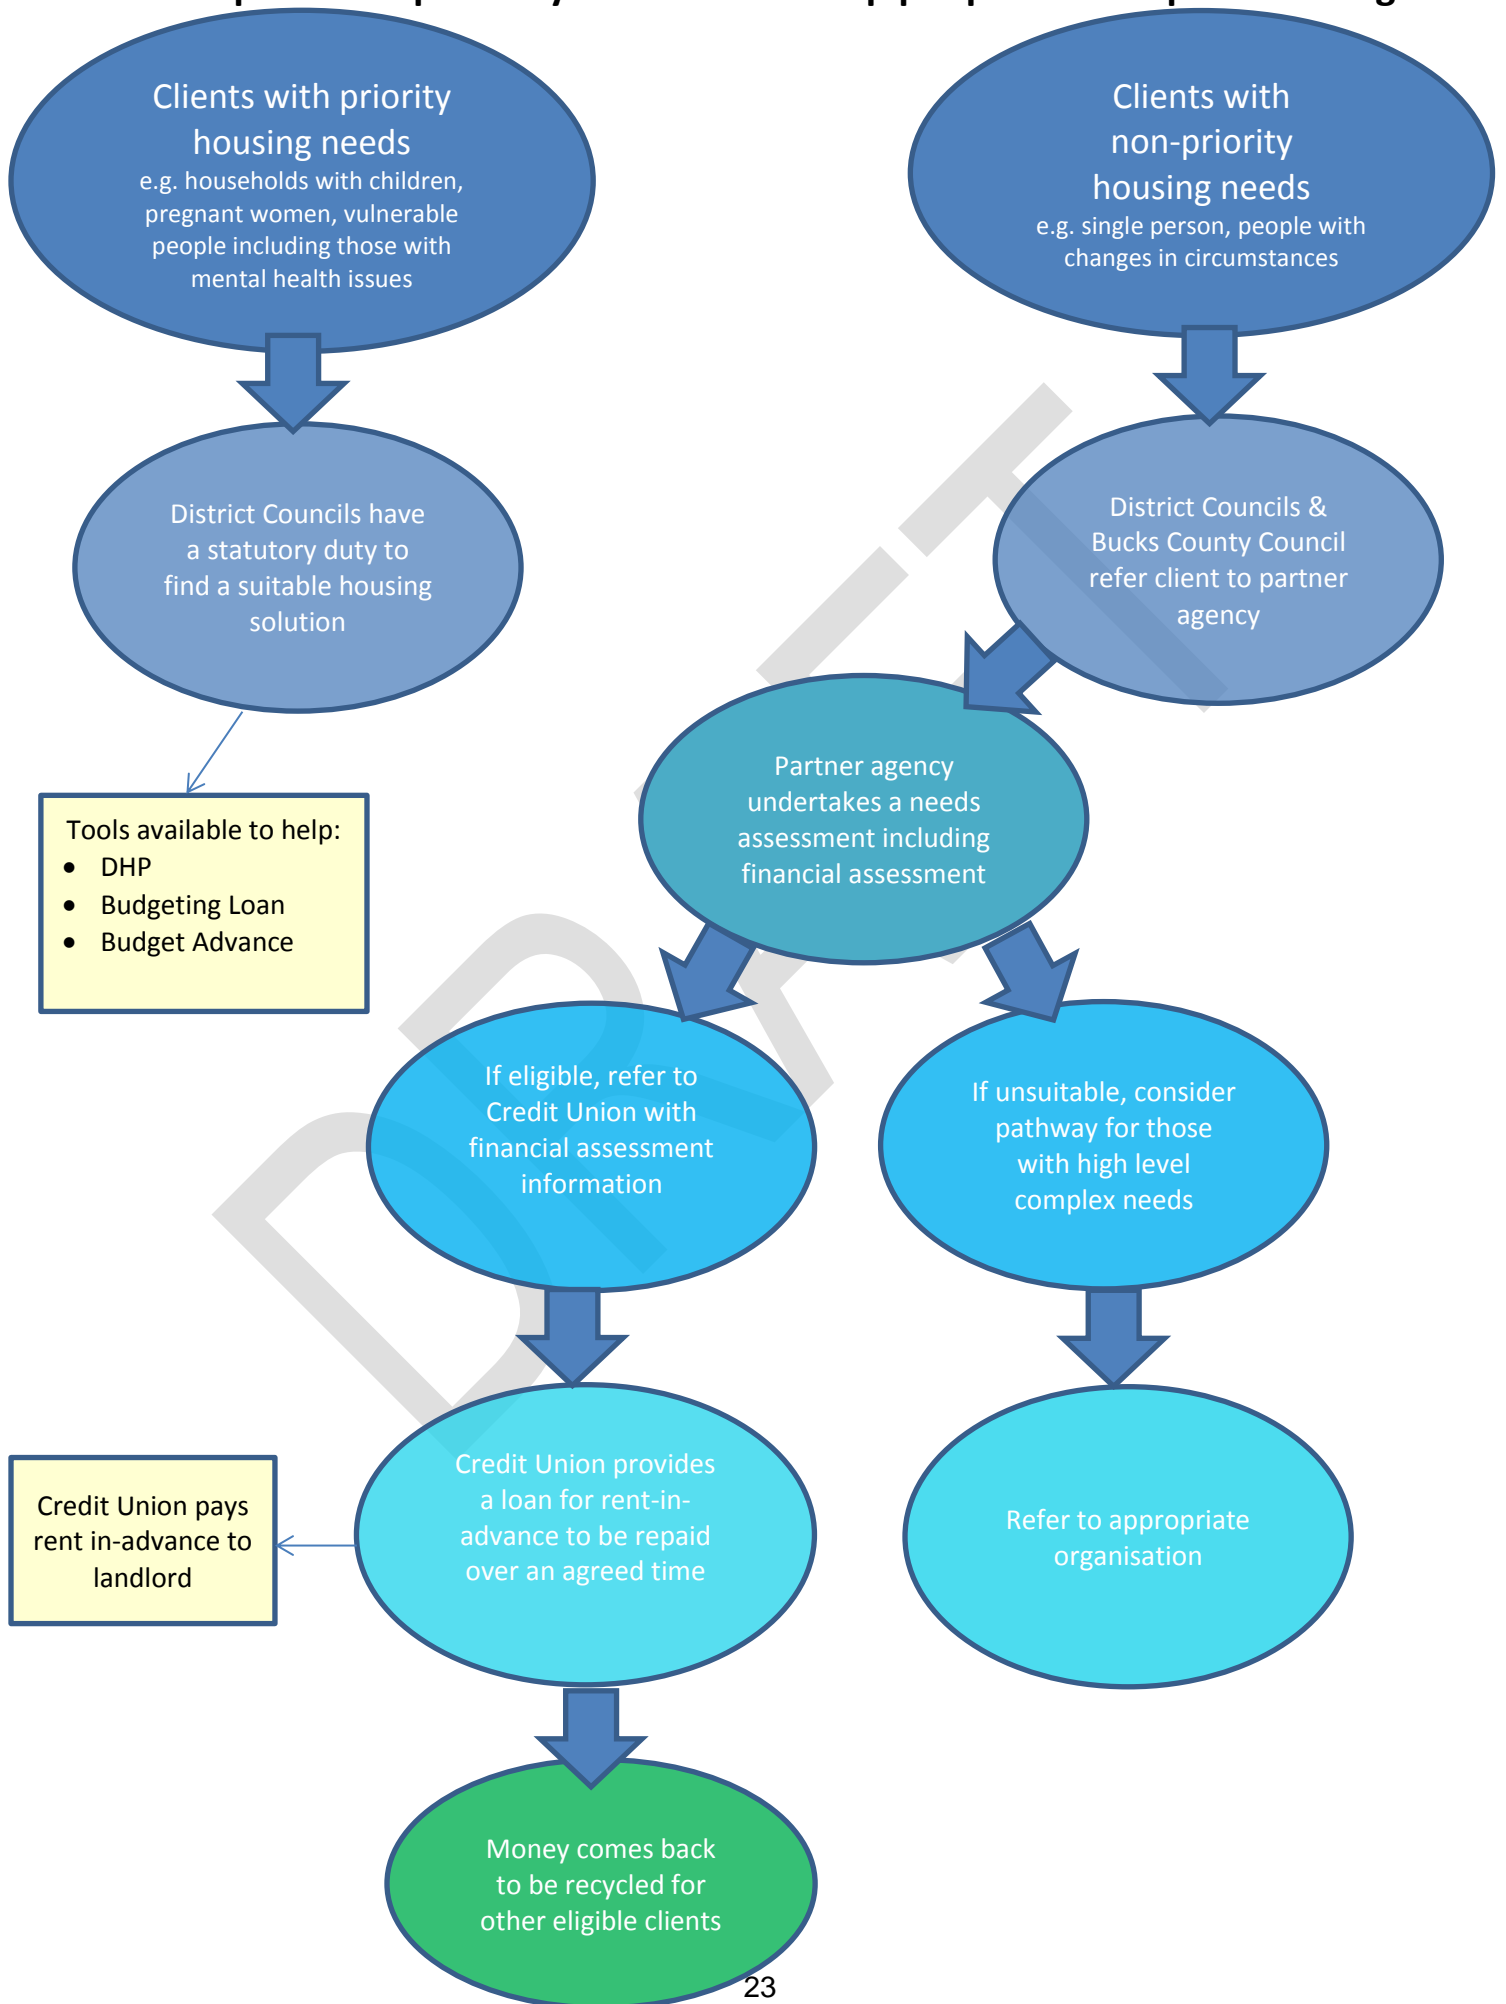 Clients with priority
housing needs
e.g. households with children,
pregnant women, vulnerable
people including those with
mental health issues
Clients with
non-priority
housing needs
e.g. single person, people with
changes in circumstances
District Councils have
a statutory duty to
find a suitable housing
solution
District Councils &
Bucks County Council
refer client to partner
agency
Partner agency
undertakes a needs
assessment including
financial assessment
Tools available to help:
• DHP
• Budgeting Loan
• Budget Advance
If eligible, refer to
Credit Union with
financial assessment
information
If unsuitable, consider
pathway for those
with high level
complex needs
Credit Union provides
a loan for rent-in-
advance to be repaid
over an agreed time
Credit Union pays
rent in-advance to
landlord
Refer to appropriate
organisation
Money comes back
to be recycled for
other eligible clients
23
DRAFT